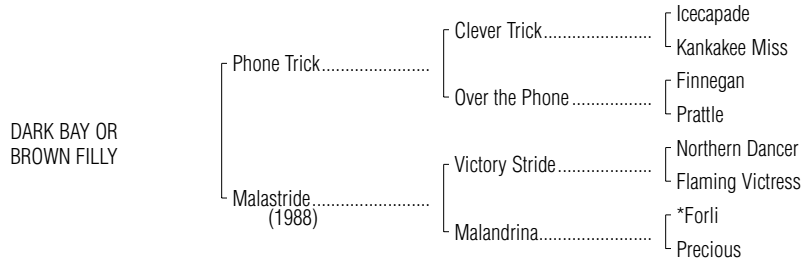 Icecapade
Clever Trick
Kankakee Miss
Phone Trick
Finnegan
Over the Phone
Prattle
DARK BAY OR
BROWN FILLY
Northern Dancer
Victory Stride
Flaming Victress
Malastride
(1988)
*Forli
Malandrina
Precious